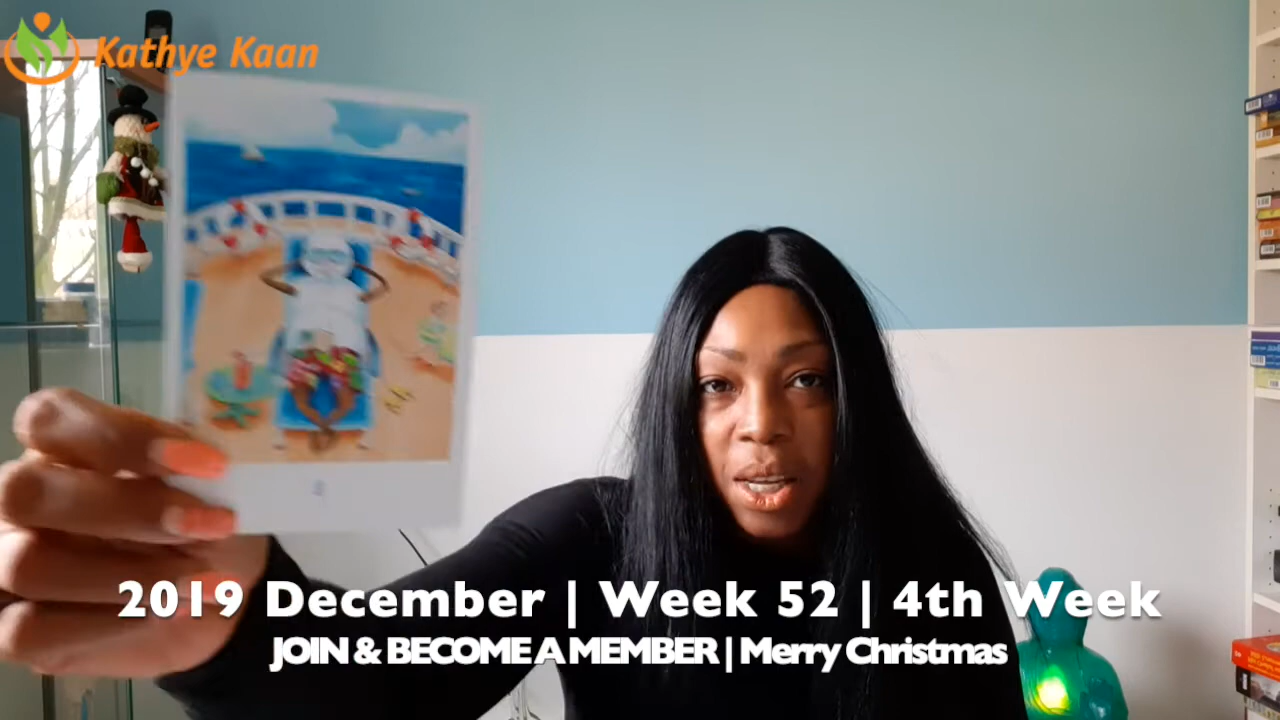 Kathye Kaan
2019 December | Week 52 | 4th Week
JOIN & BECOME A MEMBER | Merry Christmas